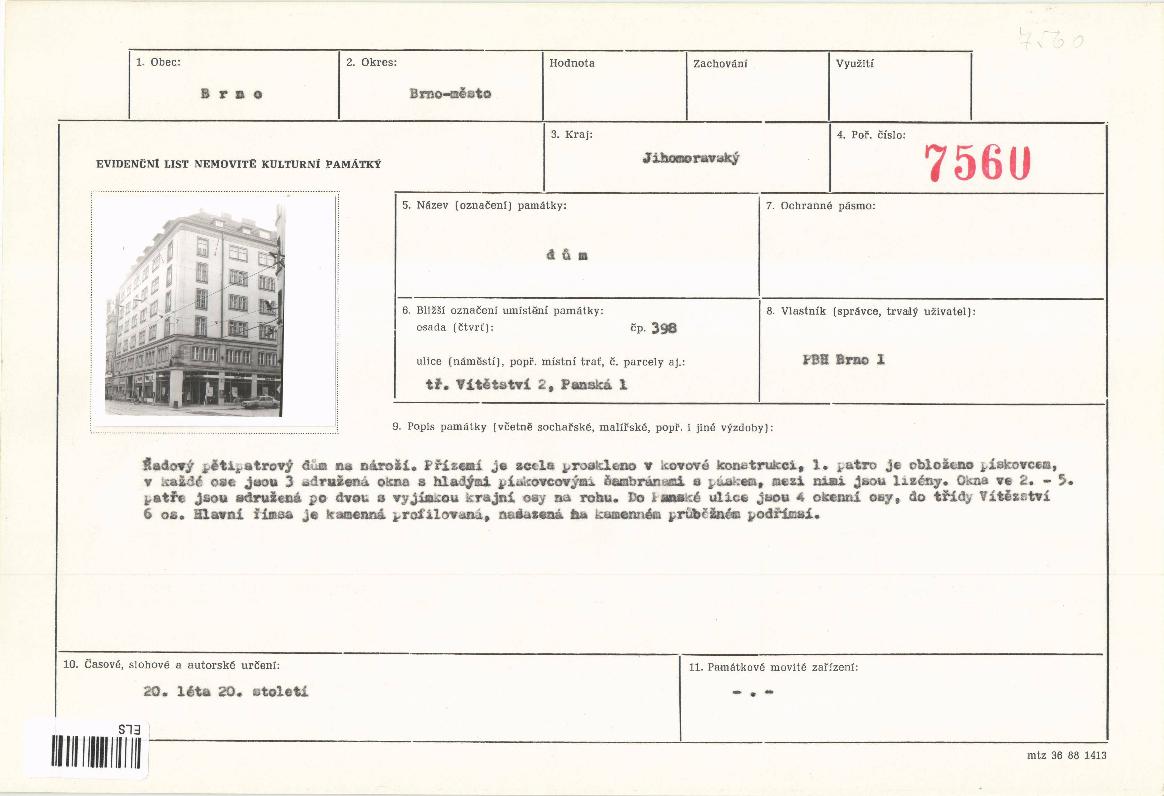 7560
1. Obec:
B r n o
2. Okres:
Brno-město
Hodnota
Zachování
Využití
EVIDENČNÍ LIST NEMOVITÉ KULTURNÍ PAMÁTKY
3. Kraj:
Jihomoravský
4. Poř. číslo:
7560
5. Název (označení) památky:
d ů m
7. Ochranné pásmo:
6. Bližší označení umístění památky:
osada (čtvrť):
čp. 398
ulice (náměstí), popř. místní trať, č. parcely aj.:
tř. Vítětství 2, Panská 1
8. Vlastník (správce, trvalý uživatel):
PBH Brno 1
9. Popis památky (včetně sochařské, malířské, popř. i jiné výzdoby):
Řadový pětipatrový dům na nároží. Přízemí je zcela proskleno v kovové konstrukci, 1. patro je obloženo pískovcem,
v každé ose jsou 3 sdružená okna s hladými pískovcovými šambránami s páskem, mezi nimi jsou lizény. Okna ve 2. - 5.
patře jsou sdružená po dvou s vyjímkou krajní osy na rohu. Do Panské ulice jsou 4 okenní osy, do třídy Vítězství
6 os. Hlavní římsa je kamenná profilovaná, nasazená na kamenném průběžném podřímsí.
10. Časové, slohové a autorské určení:
20. léta 20. století
11. Památkové movité zařízení:
- . -
ELS
mtz 36 88 1413